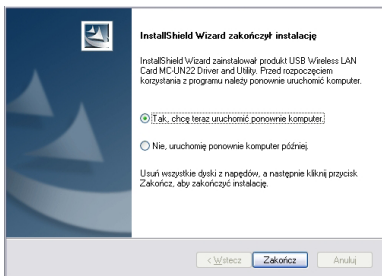 InstallShield Wizard zakończył instalację
InstallShield Wizard zainstalował produkt USB Wireless LAN
Card MC-UN22 Driver and Utility. Przed rozpoczęciem
korzystania z programu należy ponownie uruchomić komputer.
Tak, chcę teraz uruchomić ponownie komputer.
Nie, uruchomię ponownie komputer później.
Usuń wszystkie dyski z napędów, a następnie kliknij przycisk
Zakończ, aby zakończyć instalację.
< Wstecz Zakończ Anuluj